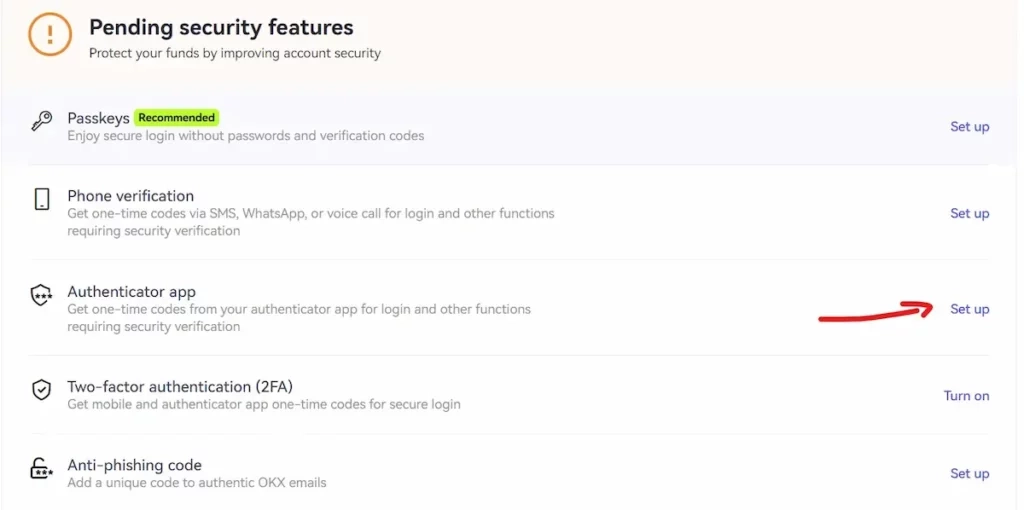 Pending security features
Protect your funds by improving account security
Passkeys Recommended
Enjoy secure login without passwords and verification codes
Set up
Phone verification
Get one-time codes via SMS, WhatsApp, or voice call for login and other functions
requiring security verification
Set up
Authenticator app
Get one-time codes from your authenticator app for login and other functions
requiring security verification
Set up
Two-factor authentication (2FA)
Get mobile and authenticator app one-time codes for secure login
Turn on
Anti-phishing code
Add a unique code to authentic OKX emails
Set up